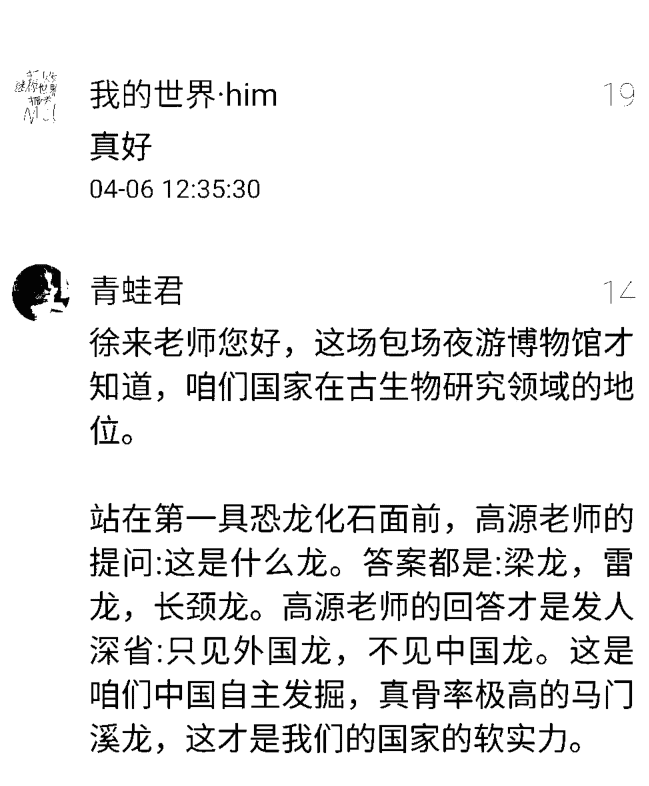 我的世界·him
19
真好
04-06 12:35:30
青蛙君
14
徐来老师您好，这场包场夜游博物馆才
知道，咱们国家在古生物研究领域的地
位。
站在第一具恐龙化石面前，高源老师的
提问:这是什么龙。答案都是:梁龙，雷
龙，长颈龙。高源老师的回答才是发人
深省:只见外国龙，不见中国龙。这是
咱们中国自主发掘，真骨率极高的马门
溪龙，这才是我们的国家的软实力。